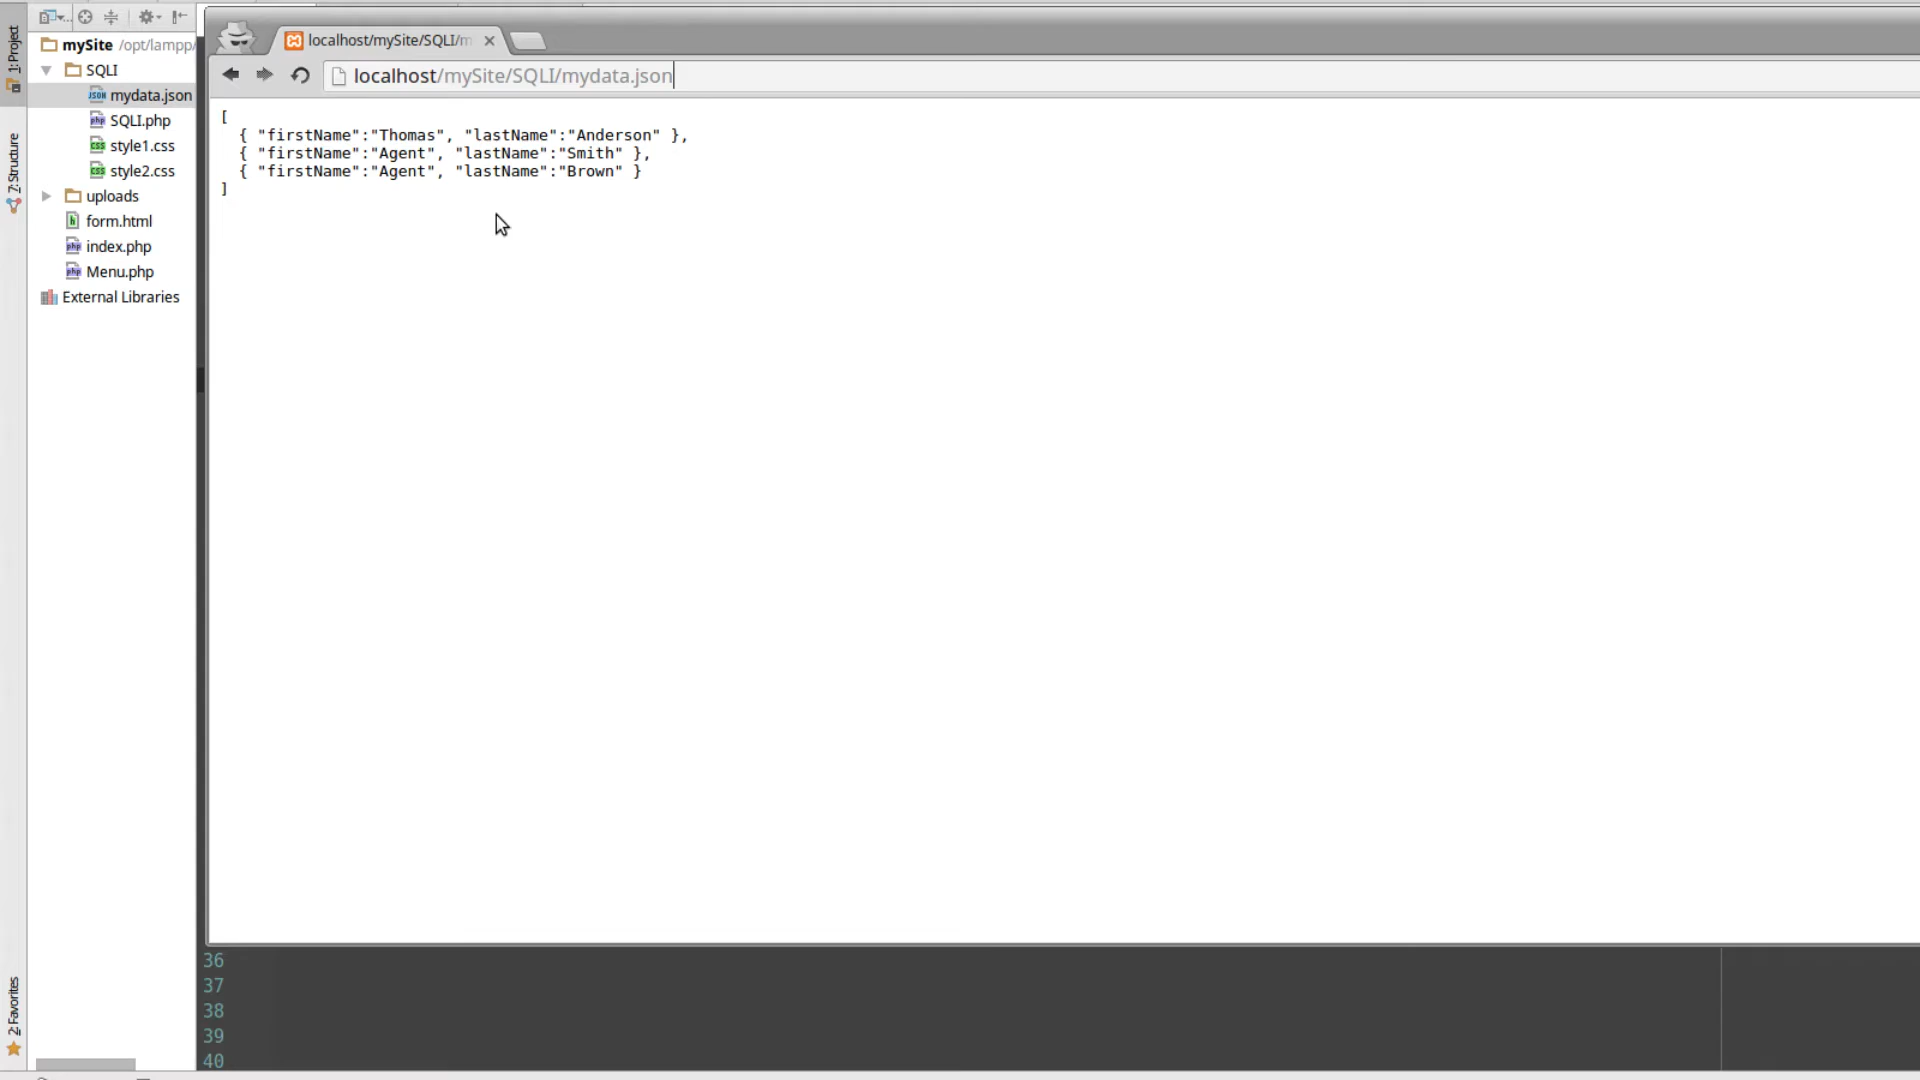 1: Project
7: Structure
2: Favorites
mySite /opt/lampp/
SQLI
mydata.json
SQLI.php
style1.css
style2.css
uploads
form.html
index.php
Menu.php
External Libraries
localhost/mySite/SQLI/m
localhost/mySite/SQLI/mydata.json
[
{ "firstName":"Thomas", "lastName":"Anderson" },
{ "firstName":"Agent", "lastName":"Smith" },
{ "firstName":"Agent", "lastName":"Brown" }
]
36
37
38
39
40